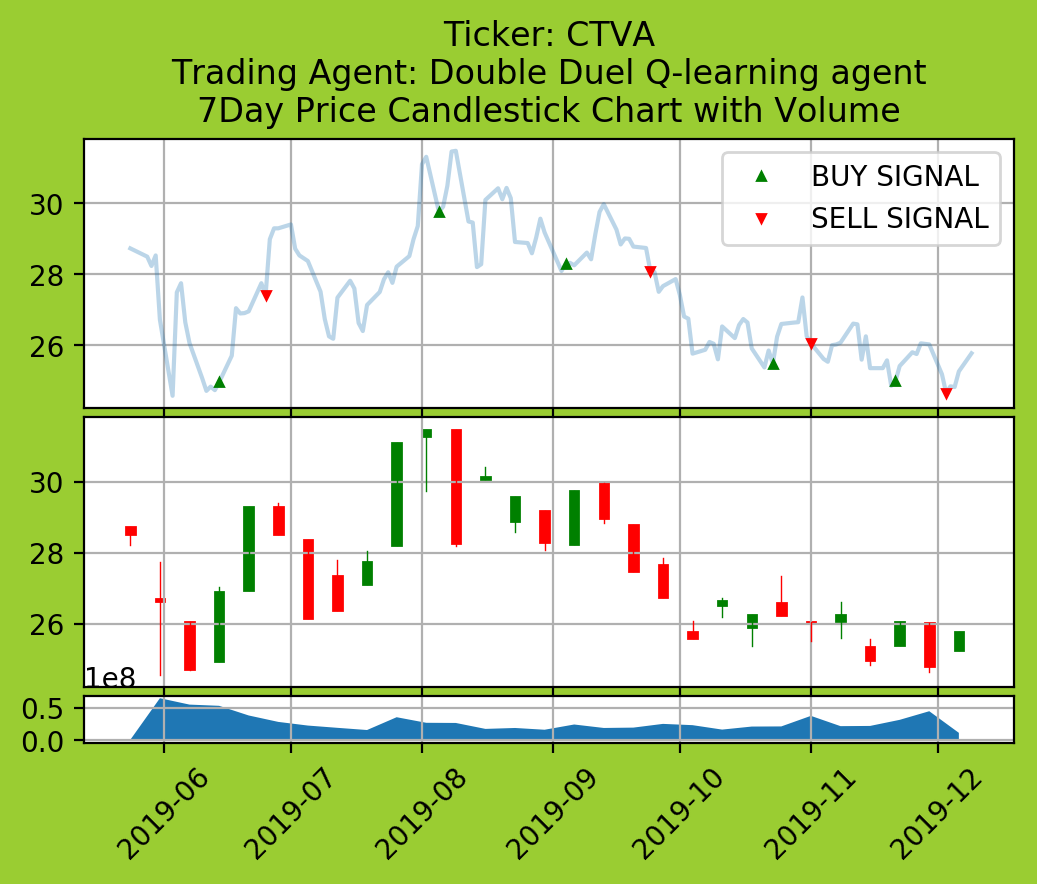 Ticker: CTVA
Trading Agent: Double Duel Q-learning agent
7Day Price Candlestick Chart with Volume
BUY SIGNAL
SELL SIGNAL
30
28
26
30
28
26
1e8
0.5
0.0
2019-06
2019-07
2019-08
2019-09
2019-10
2019-11
2019-12